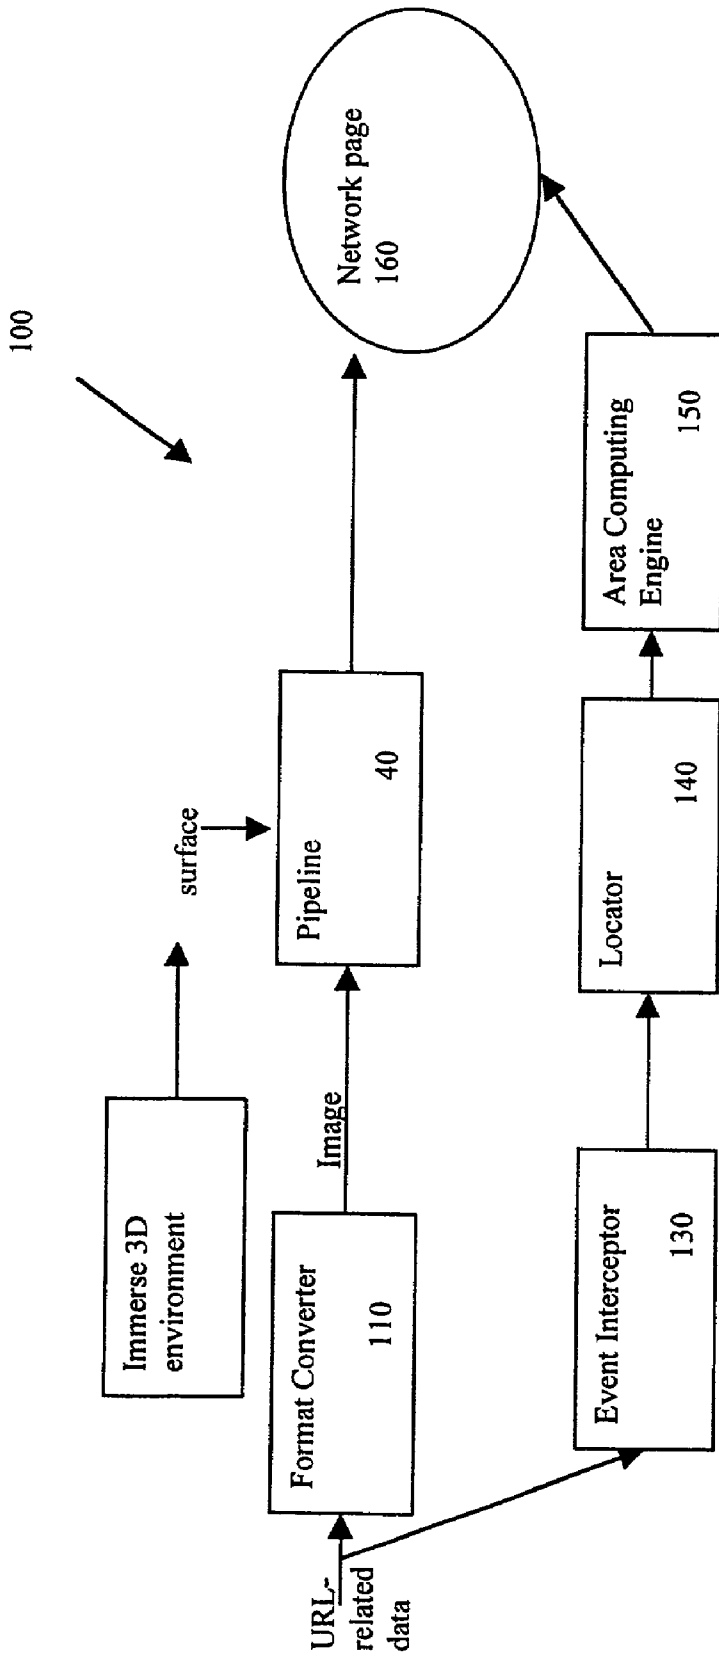 100
Immerse 3D
environment
surface
URL-
related
data
Format Converter
110
Image
Pipeline
40
Network page
160
Event Interceptor
130
Locator
140
Area Computing
Engine
150